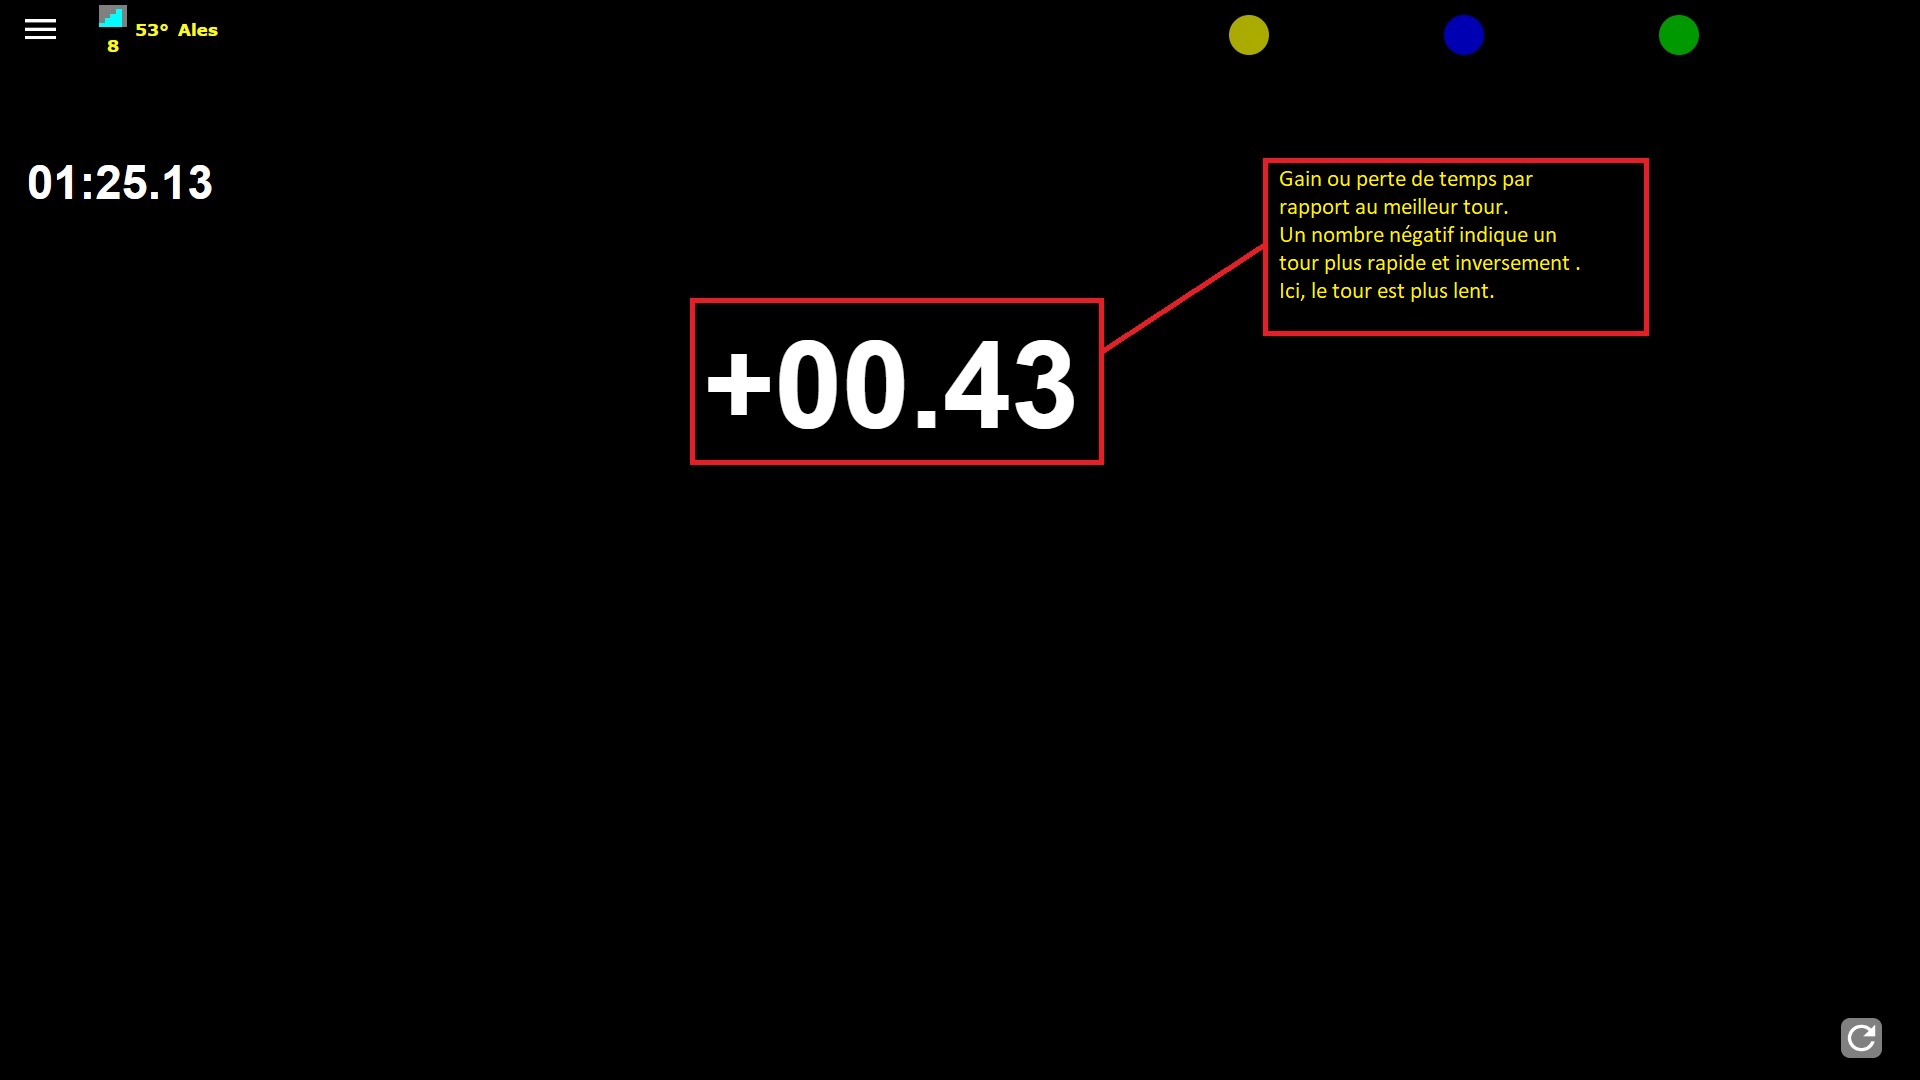 53° Ales
8
01:25.13
Gain ou perte de temps par
rapport au meilleur tour.
Un nombre négatif indique un
tour plus rapide et inversement .
Ici, le tour est plus lent.
+00.43